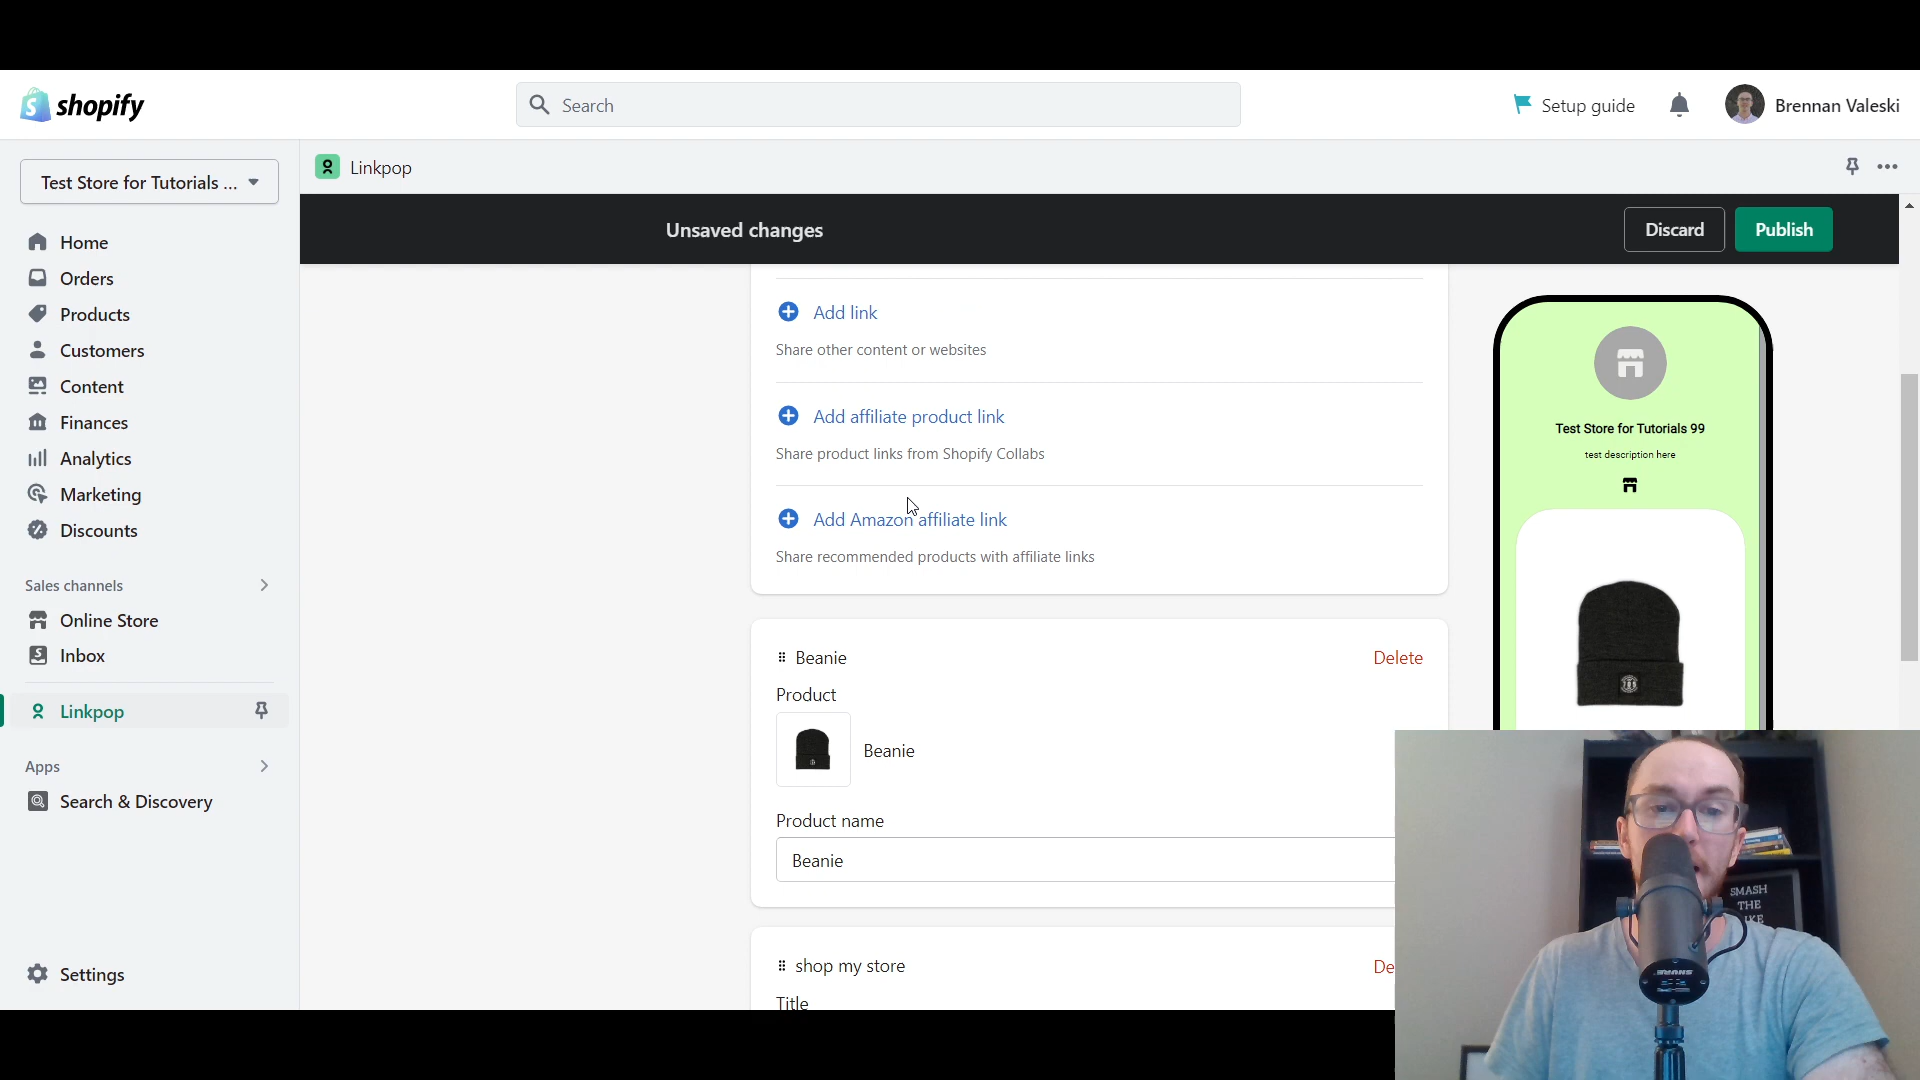 shopify
Search
Setup guide
Brennan Valeski
Test Store for Tutorials ...
Linkpop
Unsaved changes
Discard
Publish
Home
Orders
Products
Customers
Content
Finances
Analytics
Marketing
Discounts
Sales channels
Online Store
Inbox
Linkpop
Apps
Search & Discovery
Settings
Add link
Share other content or websites
Add affiliate product link
Share product links from Shopify Collabs
Add Amazon affiliate link
Share recommended products with affiliate links
Beanie
Delete
Product
Beanie
Product name
Beanie
shop my store
De
Title
Test Store for Tutorials 99
test description here
SMASH
THE
SHURE